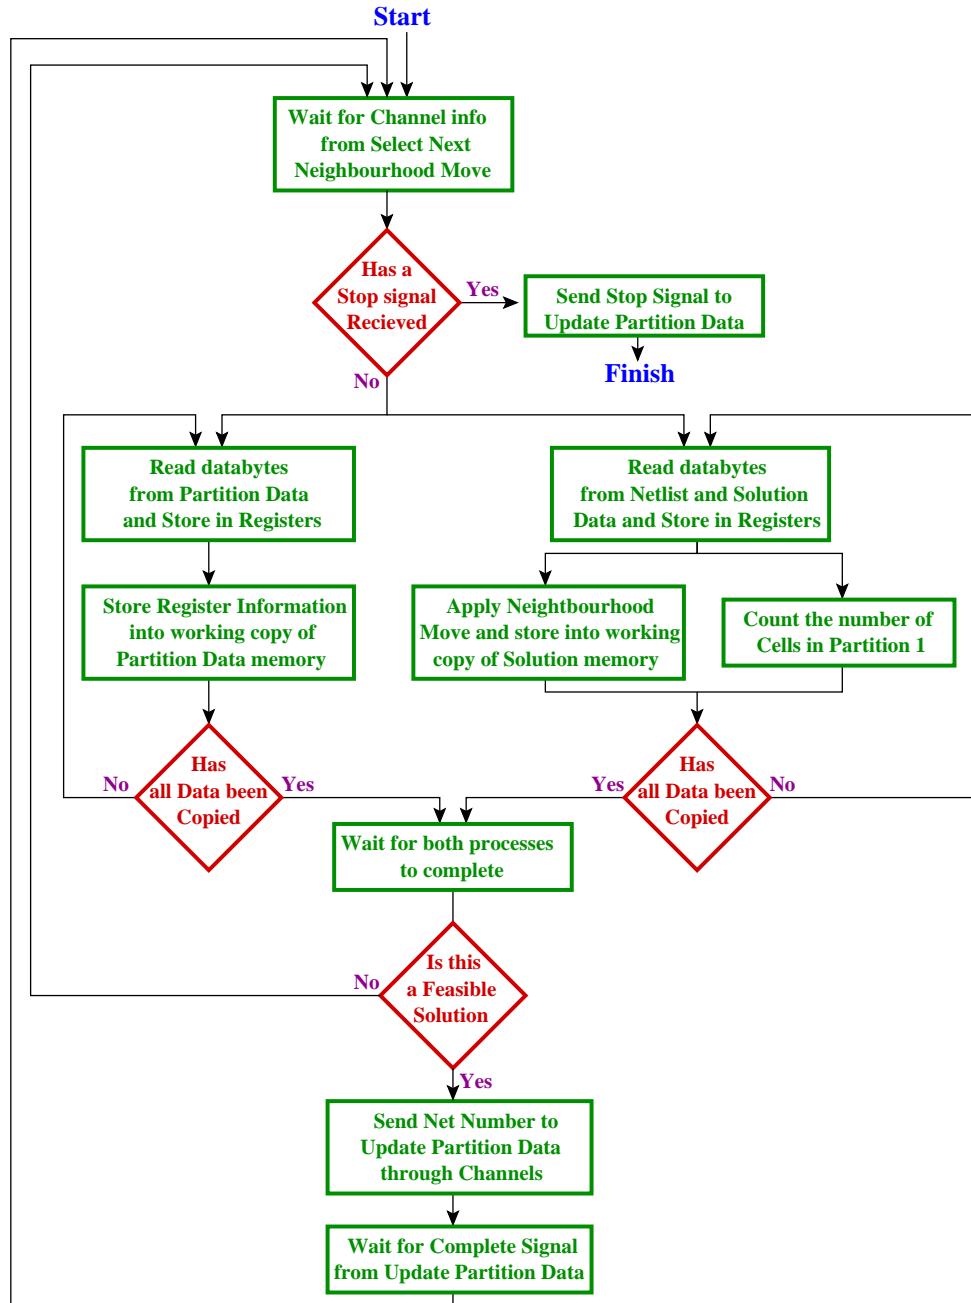 Start
Wait for Channel info
from Select Next
Neighbourhood Move
Has a
Stop signal
Recieved
Yes
Send Stop Signal to
Update Partition Data
Finish
No
Read databytes
from Partition Data
and Store in Registers
Read databytes
from Netlist and Solution
Data and Store in Registers
Store Register Information
into working copy of
Partition Data memory
Apply Neightbourhood
Move and store into working
copy of Solution memory
Count the number of
Cells in Partition 1
No
Has
all Data been
Copied
Yes
Yes
Has
all Data been
Copied
No
Wait for both processes
to complete
No
Is this
a Feasible
Solution
Yes
Send Net Number to
Update Partition Data
through Channels
Wait for Complete Signal
from Update Partition Data